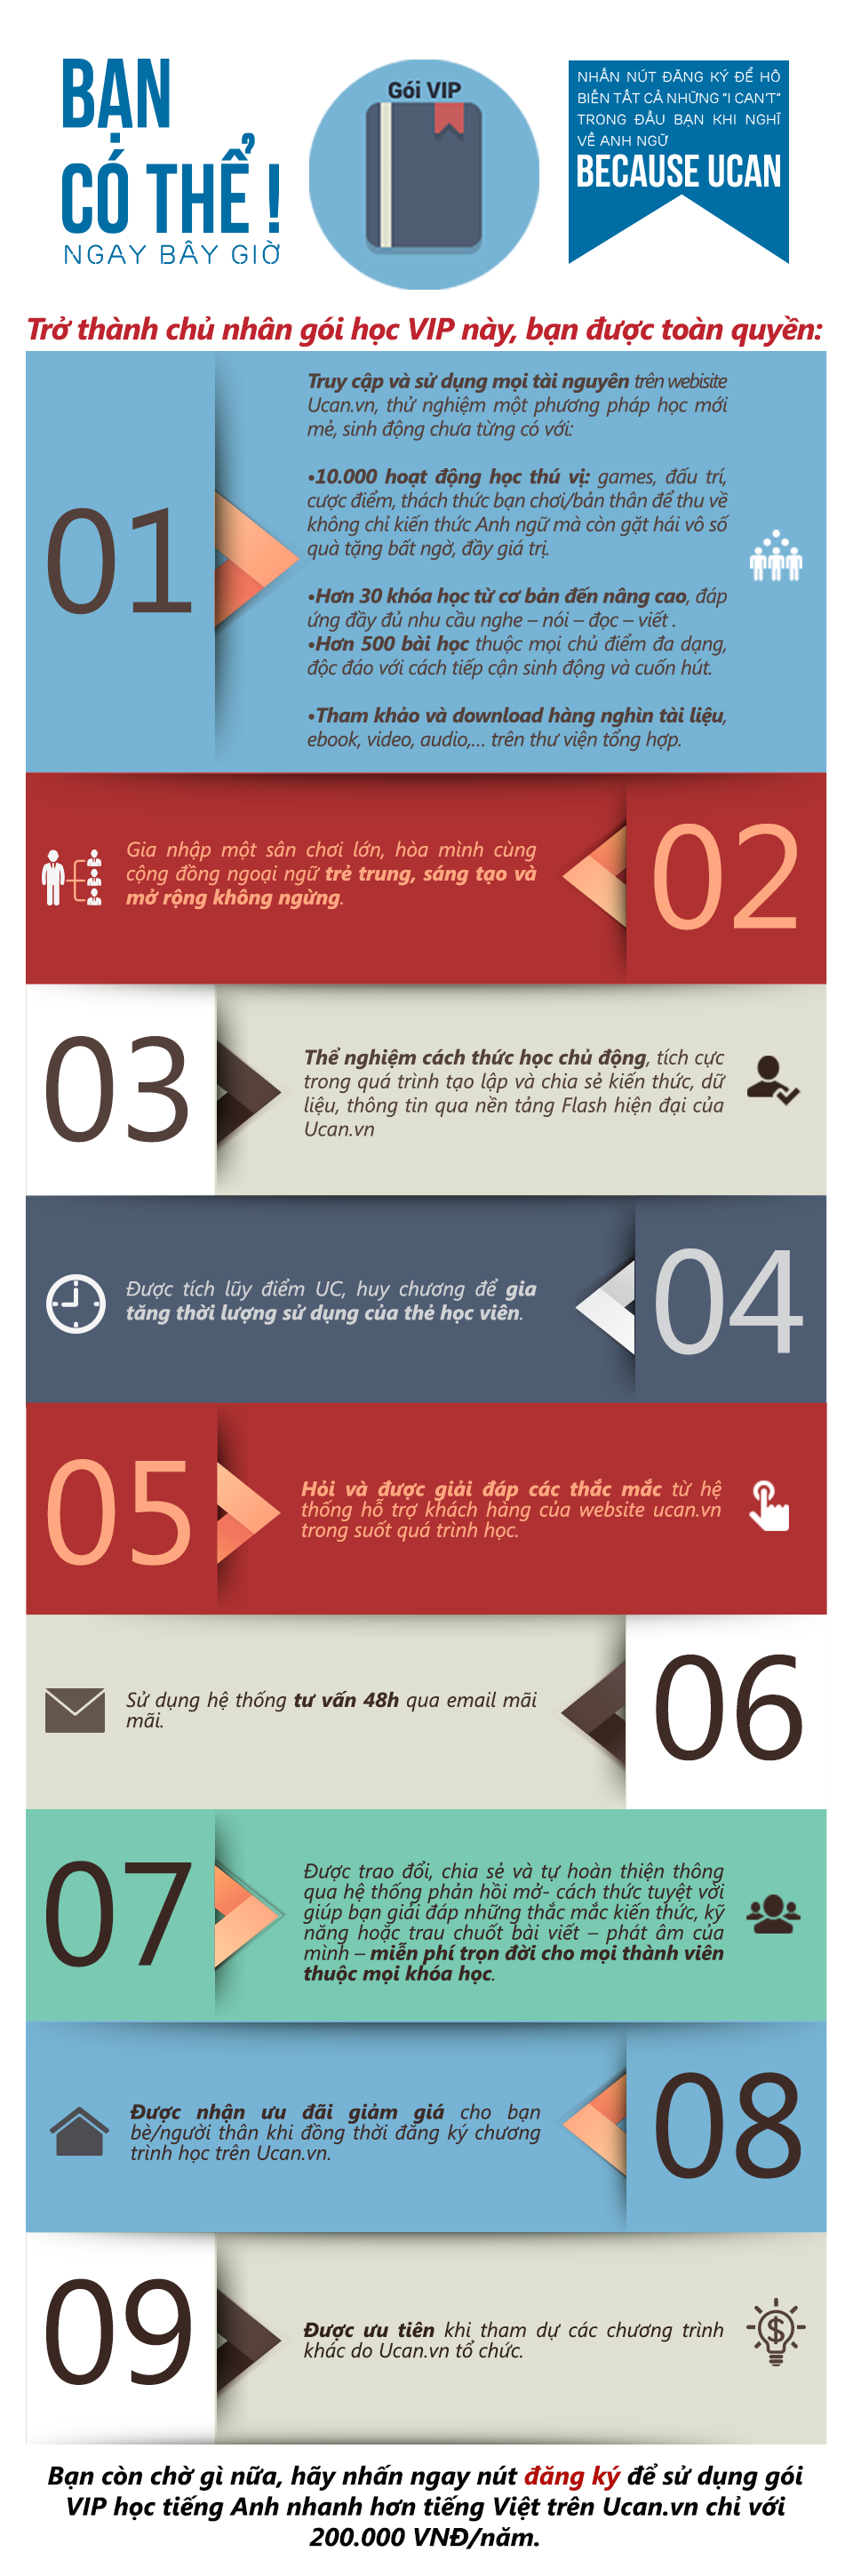 BẠN
CÓ THỂ !
NGAY BÂY GIỜ
Gói VIP
NHẤN NÚT ĐĂNG KÝ ĐỂ HÔ
BIẾN TẤT CẢ NHỮNG "I CAN'T"
TRONG ĐẦU BẠN KHI NGHĨ
VỀ ANH NGỮ
BECAUSE UCAN
Trở thành chủ nhân gói học VIP này, bạn được toàn quyền:
01
Truy cập và sử dụng mọi tài nguyên trên webisite
Ucan.vn, thử nghiệm một phương pháp học mới
mẻ, sinh động chưa từng có với:
•10.000 hoạt động học thú vị: games, đấu trí,
cược điểm, thách thức bạn chơi/bản thân để thu về
không chỉ kiến thức Anh ngữ mà còn gặt hái vô số
quà tặng bất ngờ, đầy giá trị.
•Hơn 30 khóa học từ cơ bản đến nâng cao, đáp
ứng đầy đủ nhu cầu nghe – nói – đọc – viết .
•Hơn 500 bài học thuộc mọi chủ điểm đa dạng,
độc đáo với cách tiếp cận sinh động và cuốn hút.
•Tham khảo và download hàng nghìn tài liệu,
ebook, video, audio,... trên thư viện tổng hợp.
Gia nhập một sân chơi lớn, hòa mình cùng
cộng đồng ngoại ngữ trẻ trung, sáng tạo và
mở rộng không ngừng.
02
03
Thể nghiệm cách thức học chủ động, tích cực
trong quá trình tạo lập và chia sẻ kiến thức, dữ
liệu, thông tin qua nền tảng Flash hiện đại của
Ucan.vn
Được tích lũy điểm UC, huy chương để gia
tăng thời lượng sử dụng của thẻ học viên.
04
05
Hỏi và được giải đáp các thắc mắc từ hệ
thống hỗ trợ khách hàng của website ucan.vn
trong suốt quá trình học.
Sử dụng hệ thống tư vấn 48h qua email mãi
mãi.
06
07
Được trao đổi, chia sẻ và tự hoàn thiện thông
qua hệ thống phản hồi mở- cách thức tuyệt vời
giúp bạn giải đáp những thắc mắc kiến thức, kỹ
năng hoặc trau chuốt bài viết – phát âm của
mình – miễn phí trọn đời cho mọi thành viên
thuộc mọi khóa học.
Được nhận ưu đãi giảm giá cho bạn
bè/người thân khi đồng thời đăng ký chương
trình học trên Ucan.vn.
08
09
Được ưu tiên khi tham dự các chương trình
khác do Ucan.vn tổ chức.
Bạn còn chờ gì nữa, hãy nhấn ngay nút đăng ký để sử dụng gói
VIP học tiếng Anh nhanh hơn tiếng Việt trên Ucan.vn chỉ với
200.000 VNĐ/năm.